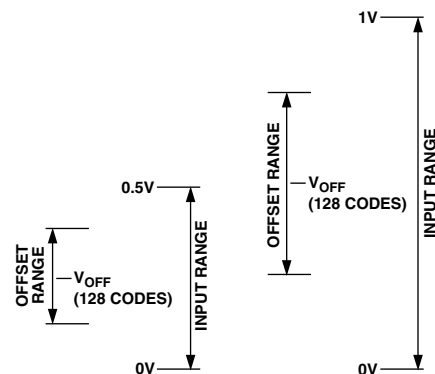 OFFSET
RANGE
V_OFF
(128 CODES)
0.5V
INPUT RANGE
0V
OFFSET RANGE
V_OFF
(128 CODES)
1V
INPUT RANGE
0V